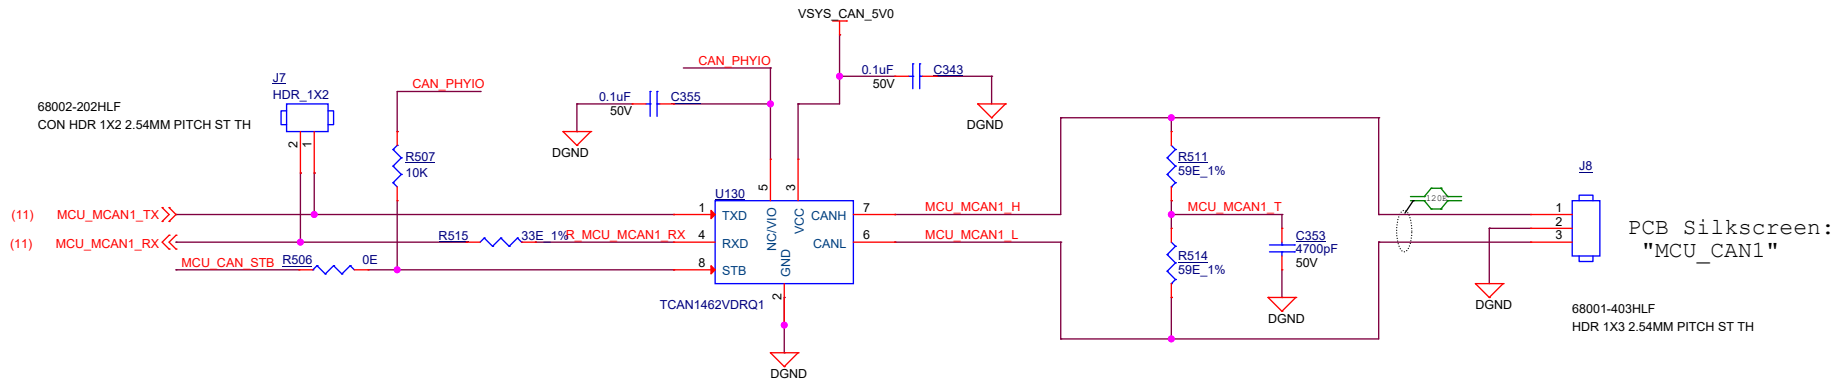 VSYS_CAN_5V0
J7
HDR_1X2
68002-202HLF
CON HDR 1X2 2.54MM PITCH ST TH
2
1
CAN_PHYIO
R507
10K
CAN_PHYIO
0.1uF
50V
C355
DGND
0.1uF
50V
C343
DGND
(11) MCU_MCAN1_TX
(11) MCU_MCAN1_RX
MCU_CAN_STB
R506
0E
R515
33E_1%
R_MCU_MCAN1_RX
U130
5
3
1
4
8
TXD
RXD
STB
NC/VIO
VCC
GND
CANH
CANL
7
6
2
TCAN1462VDRQ1
DGND
MCU_MCAN1_H
MCU_MCAN1_L
R511
59E_1%
MCU_MCAN1_T
R514
59E_1%
C353
4700pF
50V
DGND
120E
J8
1
2
3
DGND
PCB Silkscreen:
"MCU_CAN1"
68001-403HLF
HDR 1X3 2.54MM PITCH ST TH